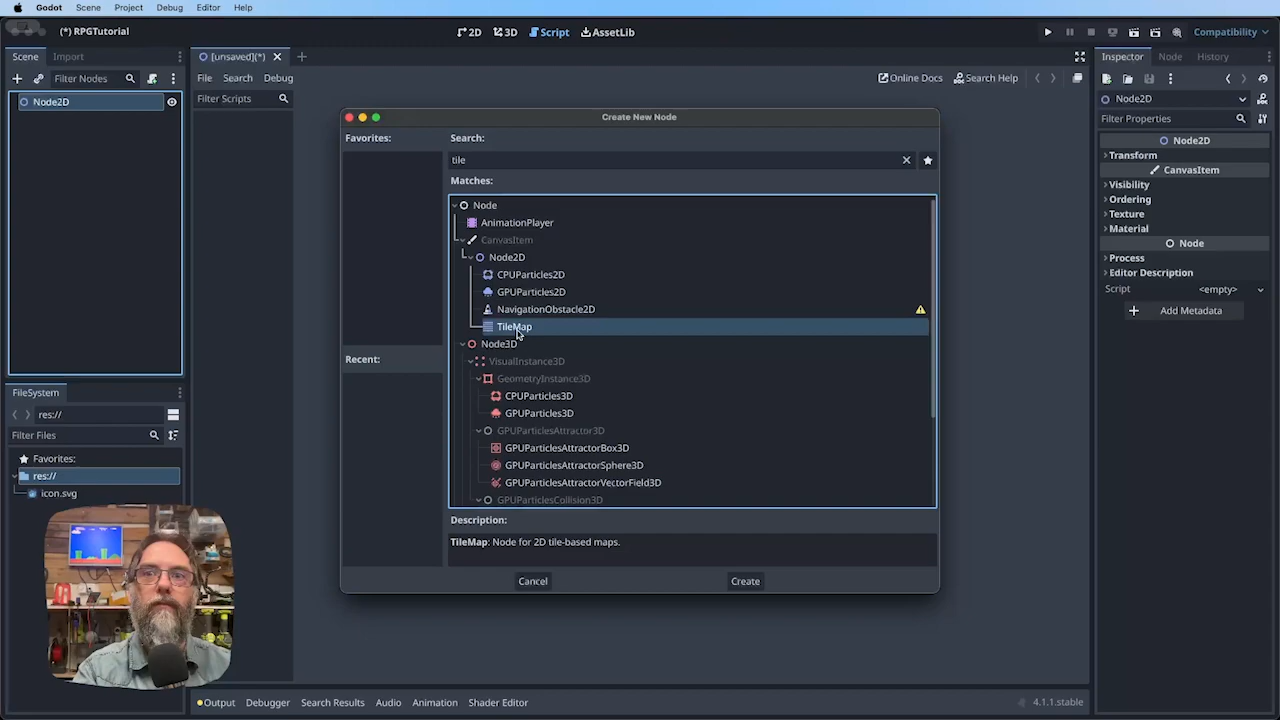 Godot Scene Project Debug Editor Help
(*) RPGTutorial
2D 3D Script AssetLib
Compatibility
Scene Import
[unsaved](*)
Inspector Node History
Filter Nodes
File Search Debug
Online Docs Search Help
Node2D
Filter Scripts
Node2D
Filter Properties
Create New Node
Favorites:
Search:
tile
Matches:
Node
AnimationPlayer
CanvasItem
Node2D
CPUParticles2D
GPUParticles2D
NavigationObstacle2D
TileMap
Node3D
VisualInstance3D
GeometryInstance3D
CPUParticles3D
GPUParticles3D
GPUParticlesAttractor3D
GPUParticlesAttractorBox3D
GPUParticlesAttractorSphere3D
GPUParticlesAttractorVectorField3D
GPUParticlesCollision3D
Recent:
Description:
TileMap: Node for 2D tile-based maps.
Cancel Create
Node2D
Transform
CanvasItem
Visibility
Ordering
Texture
Material
Node
Process
Editor Description
Script <empty>
Add Metadata
FileSystem
res://
Filter Files
Favorites:
res://
icon.svg
Output Debugger Search Results Audio Animation Shader Editor
4.1.1.stable